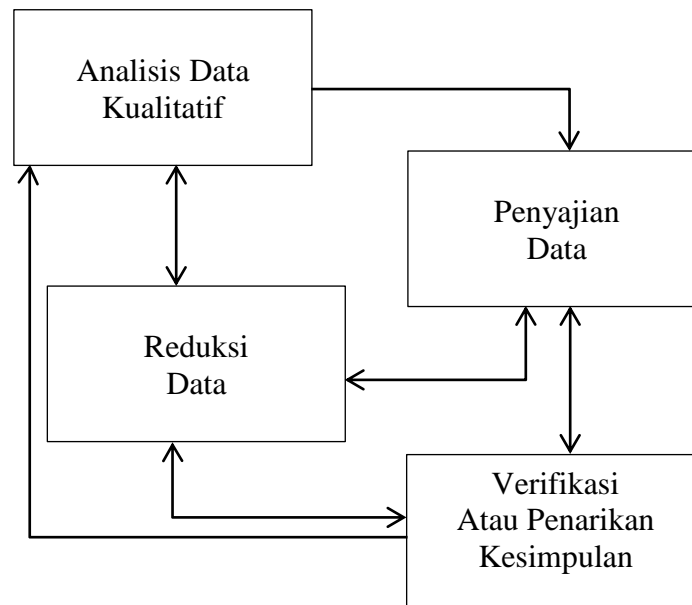 Analisis Data
Kualitatif
Penyajian
Data
Reduksi
Data
Verifikasi
Atau Penarikan
Kesimpulan